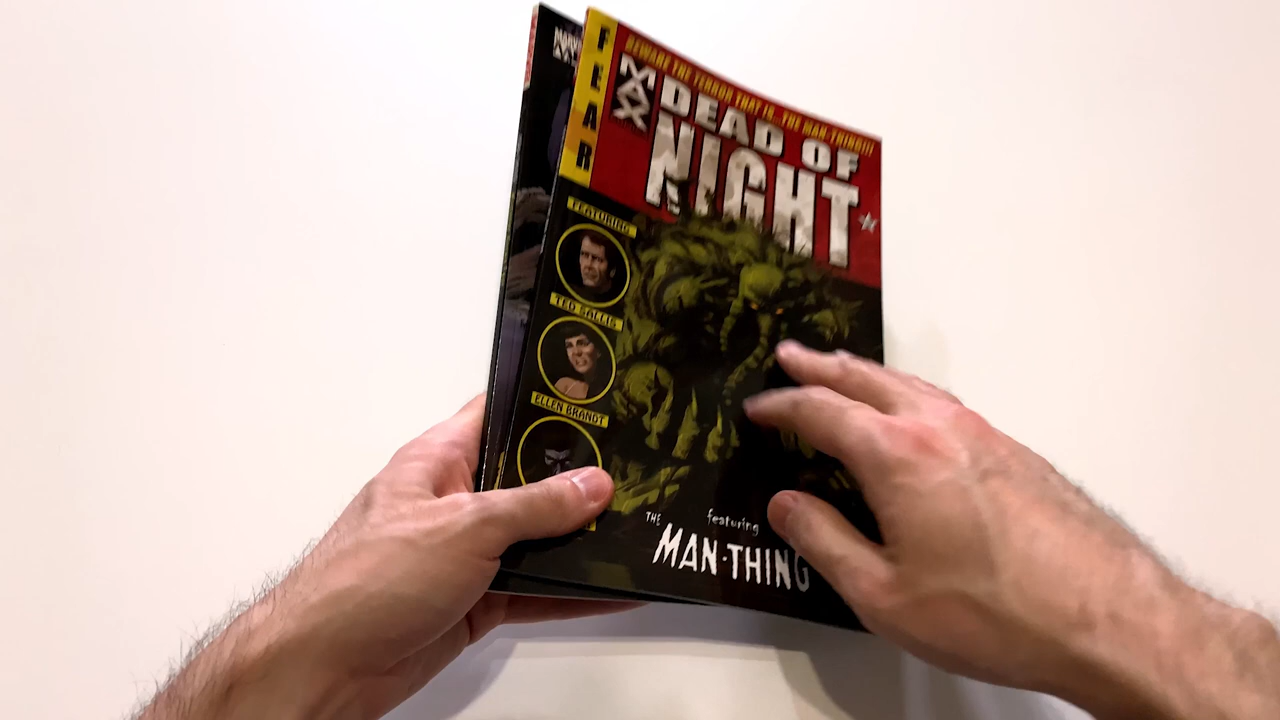 FEAR
BEWARE THE TERROR THAT IS...THE MAN-THING!!!
MAX
DEAD OF
NIGHT
FEATURING
TED SALLIS
ELLEN BRANDT
featuring
THE
MAN-THING